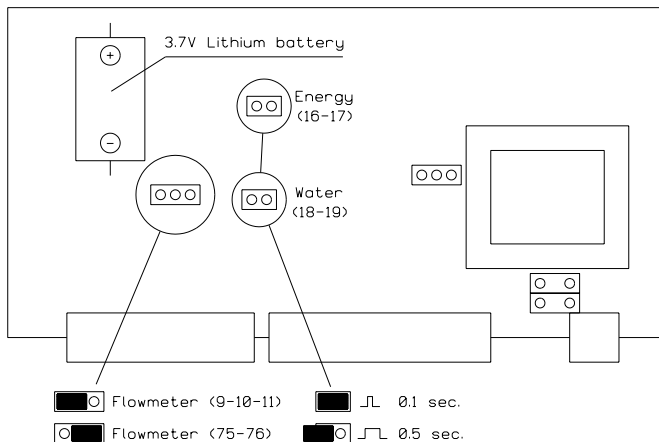 3.7V Lithium battery
+
Energy
(16-17)
-
Water
(18-19)
Flowmeter (9-10-11)
0.1 sec.
Flowmeter (75-76)
0.5 sec.